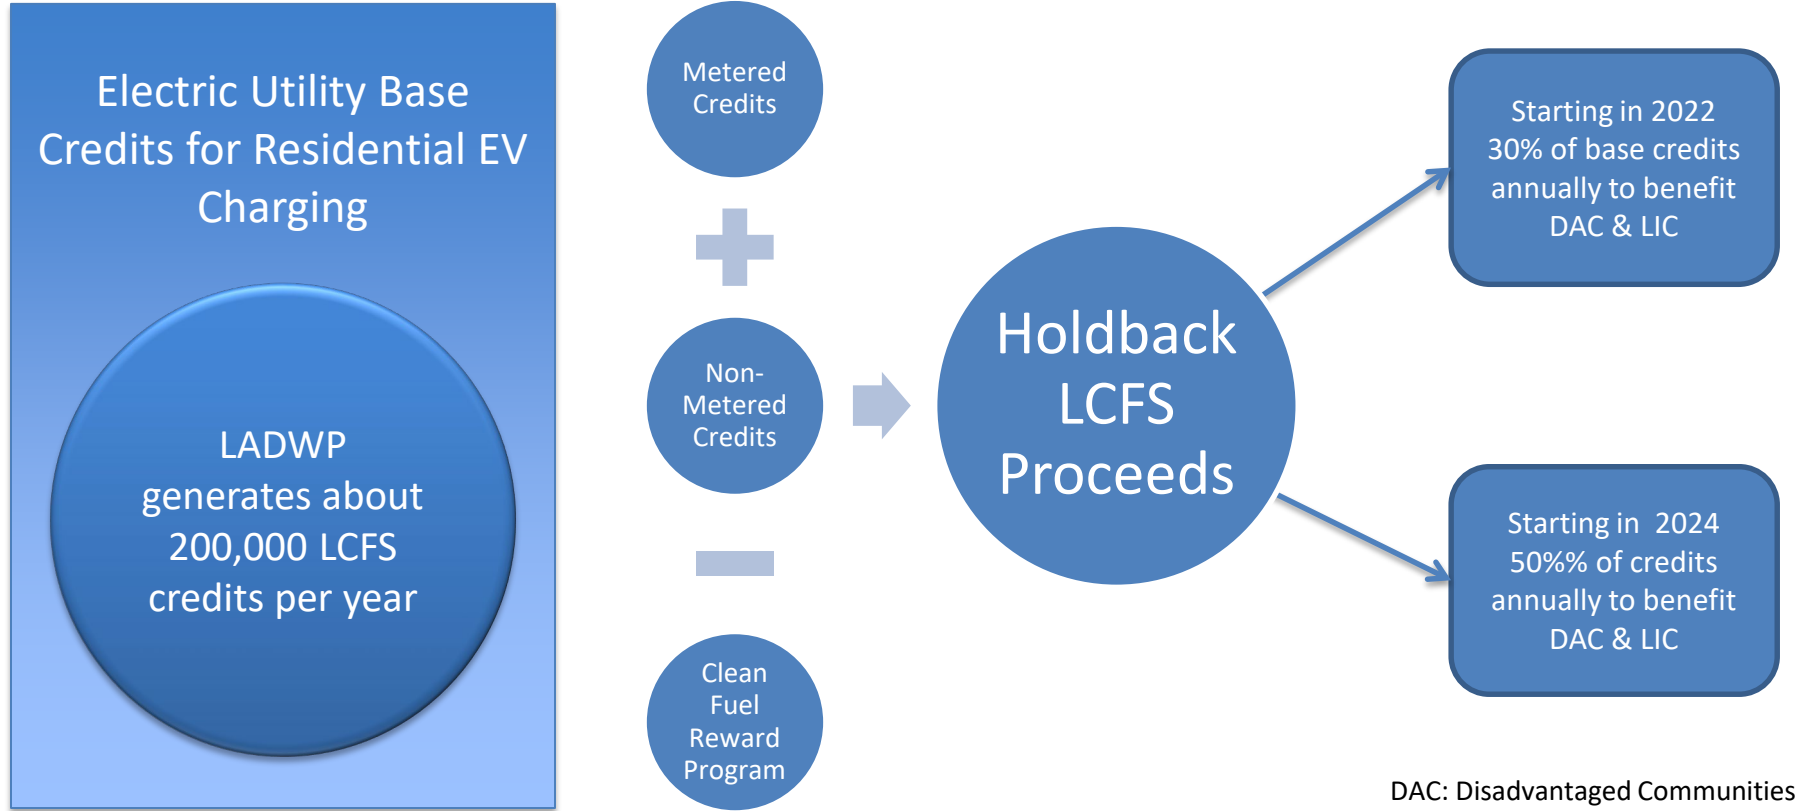 Electric Utility Base
Credits for Residential EV
Charging
LADWP
generates about
200,000 LCFS
credits per year
Metered
Credits
Non-
Metered
Credits
Clean
Fuel
Reward
Program
Holdback
LCFS
Proceeds
Starting in 2022
30% of base credits
annually to benefit
DAC & LIC
Starting in  2024
50%% of credits
annually to benefit
DAC & LIC
DAC: Disadvantaged Communities